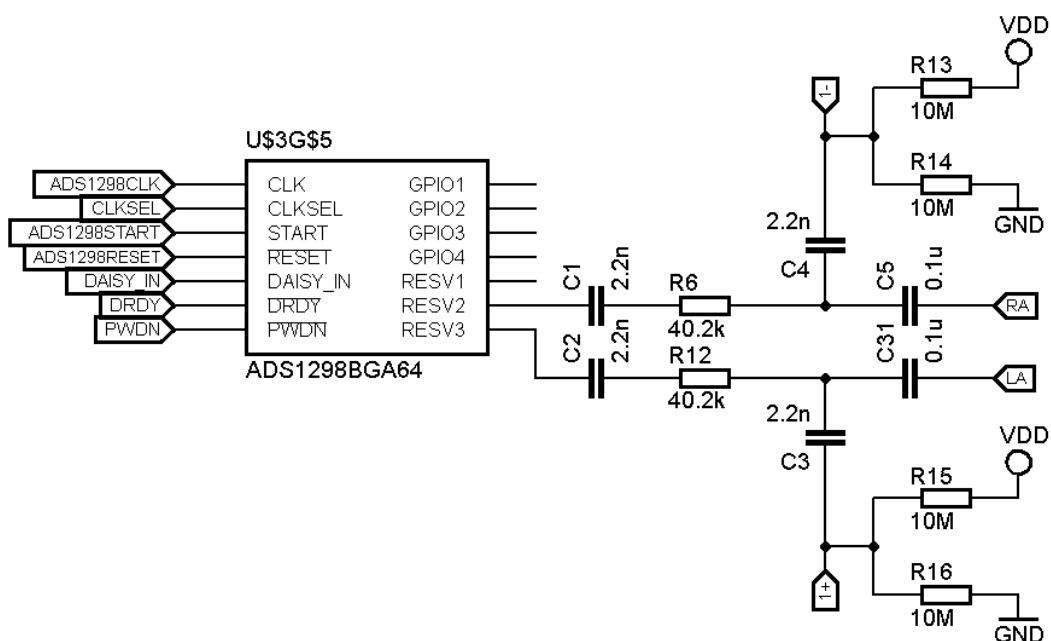 VDD
R13
10M
1-
R14
10M
GND
U$3G$5
ADS1298CLK CLK GPIO1
CLKSEL CLKSEL GPIO2
ADS1298START START GPIO3
ADS1298RESET RESET GPIO4
DAISY_IN DAISY_IN RESV1
DRDY DRDY RESV2
PWDN PWDN RESV3
ADS1298BGA64
2.2n
C4
C1
2.2n
R6
40.2k
C5
0.1u
RA
C2
2.2n
R12
40.2k
C31
0.1u
LA
2.2n
C3
VDD
R15
10M
1+
R16
10M
GND